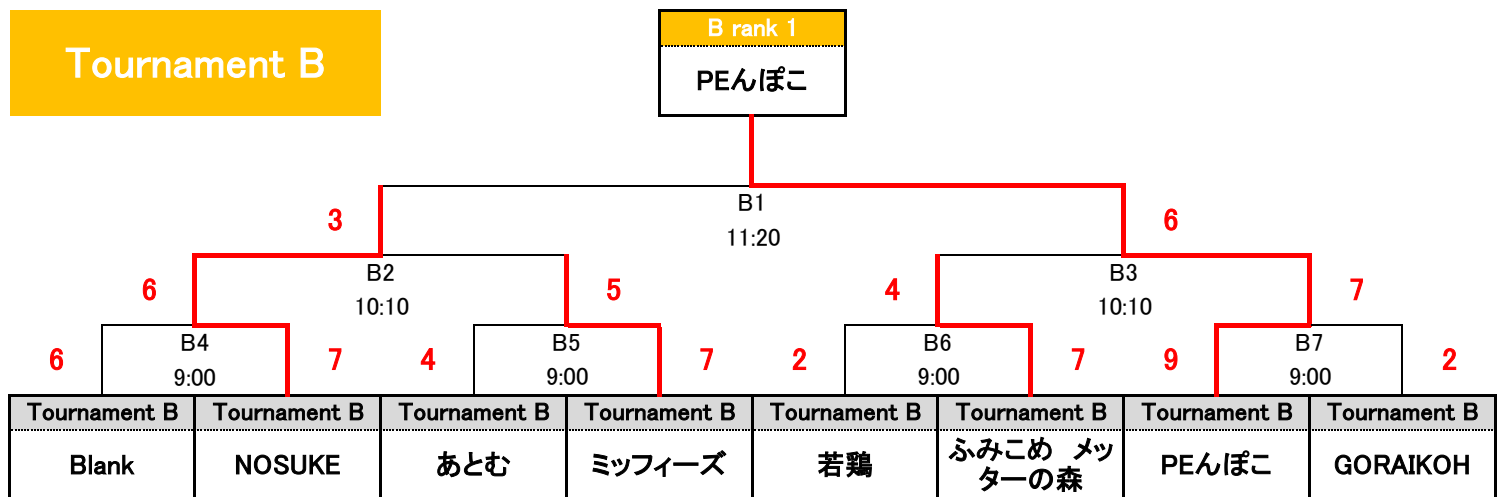 Tournament B
B rank 1
PEんぽこ
B1
3
6
11:20
B2
B3
6
10:10
5
4
10:10
7
B4
B5
B6
B7
6
9:00
7
4
9:00
7
2
9:00
7
9
9:00
2
Tournament B
Tournament B
Tournament B
Tournament B
Tournament B
Tournament B
Tournament B
Tournament B
Blank
NOSUKE
あとむ
ミッフィーズ
若鶏
ふみこめ　メッ
ターの森
PEんぽこ
GORAIKOH